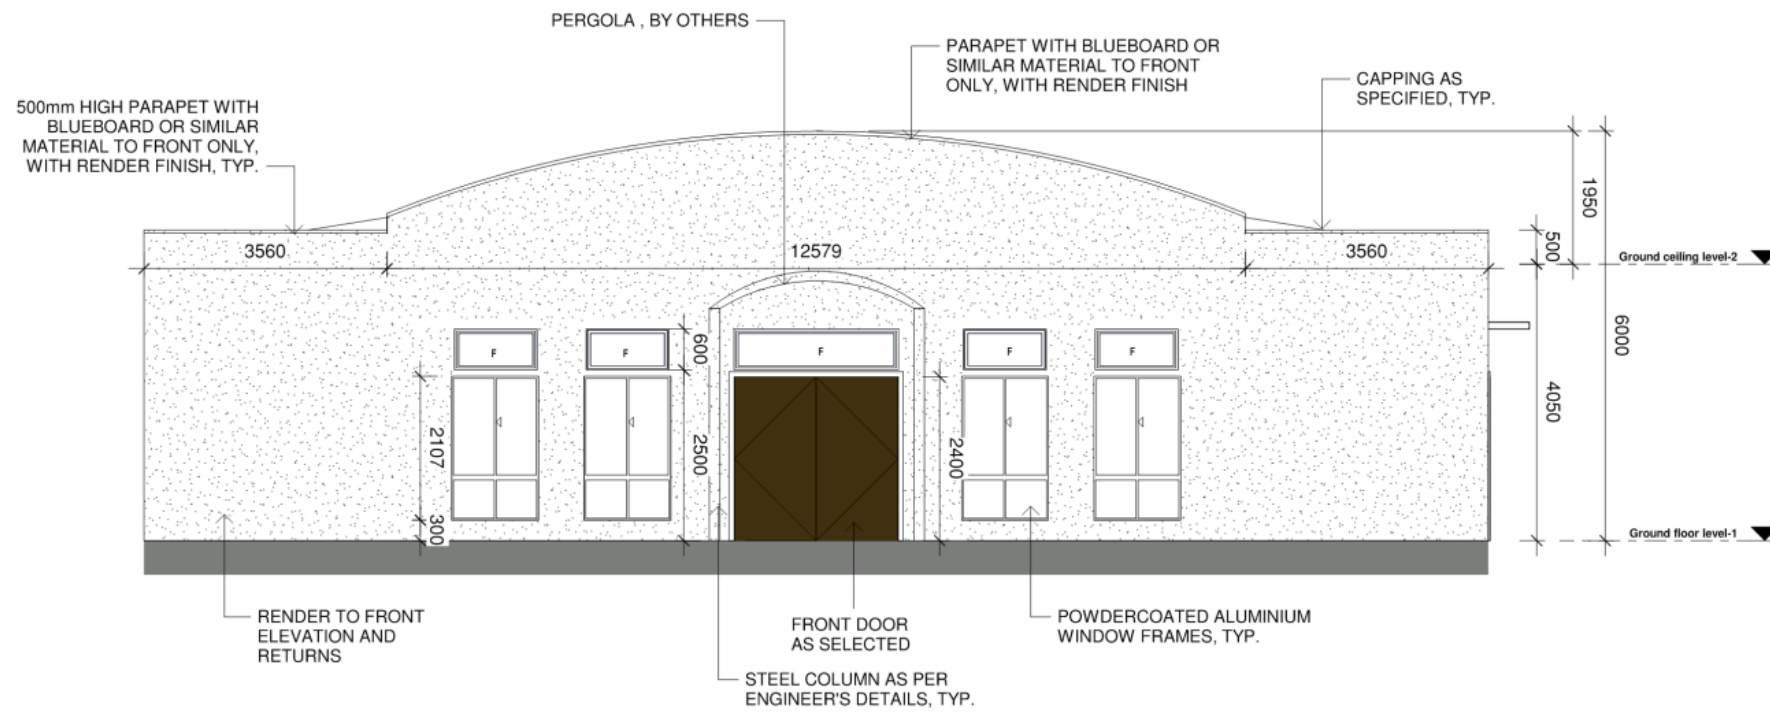 PERGOLA , BY OTHERS
PARAPET WITH BLUEBOARD OR
SIMILAR MATERIAL TO FRONT
ONLY, WITH RENDER FINISH
CAPPING AS
SPECIFIED, TYP.
500mm HIGH PARAPET WITH
BLUEBOARD OR SIMILAR
MATERIAL TO FRONT ONLY,
WITH RENDER FINISH, TYP.
1950
3560
12579
3560
500
Ground ceiling level-2
600
6000
F
F
F
F
F
4050
2107
2500
2400
300
Ground floor level-1
RENDER TO FRONT
ELEVATION AND
RETURNS
FRONT DOOR
AS SELECTED
POWDERCOATED ALUMINIUM
WINDOW FRAMES, TYP.
STEEL COLUMN AS PER
ENGINEER'S DETAILS, TYP.